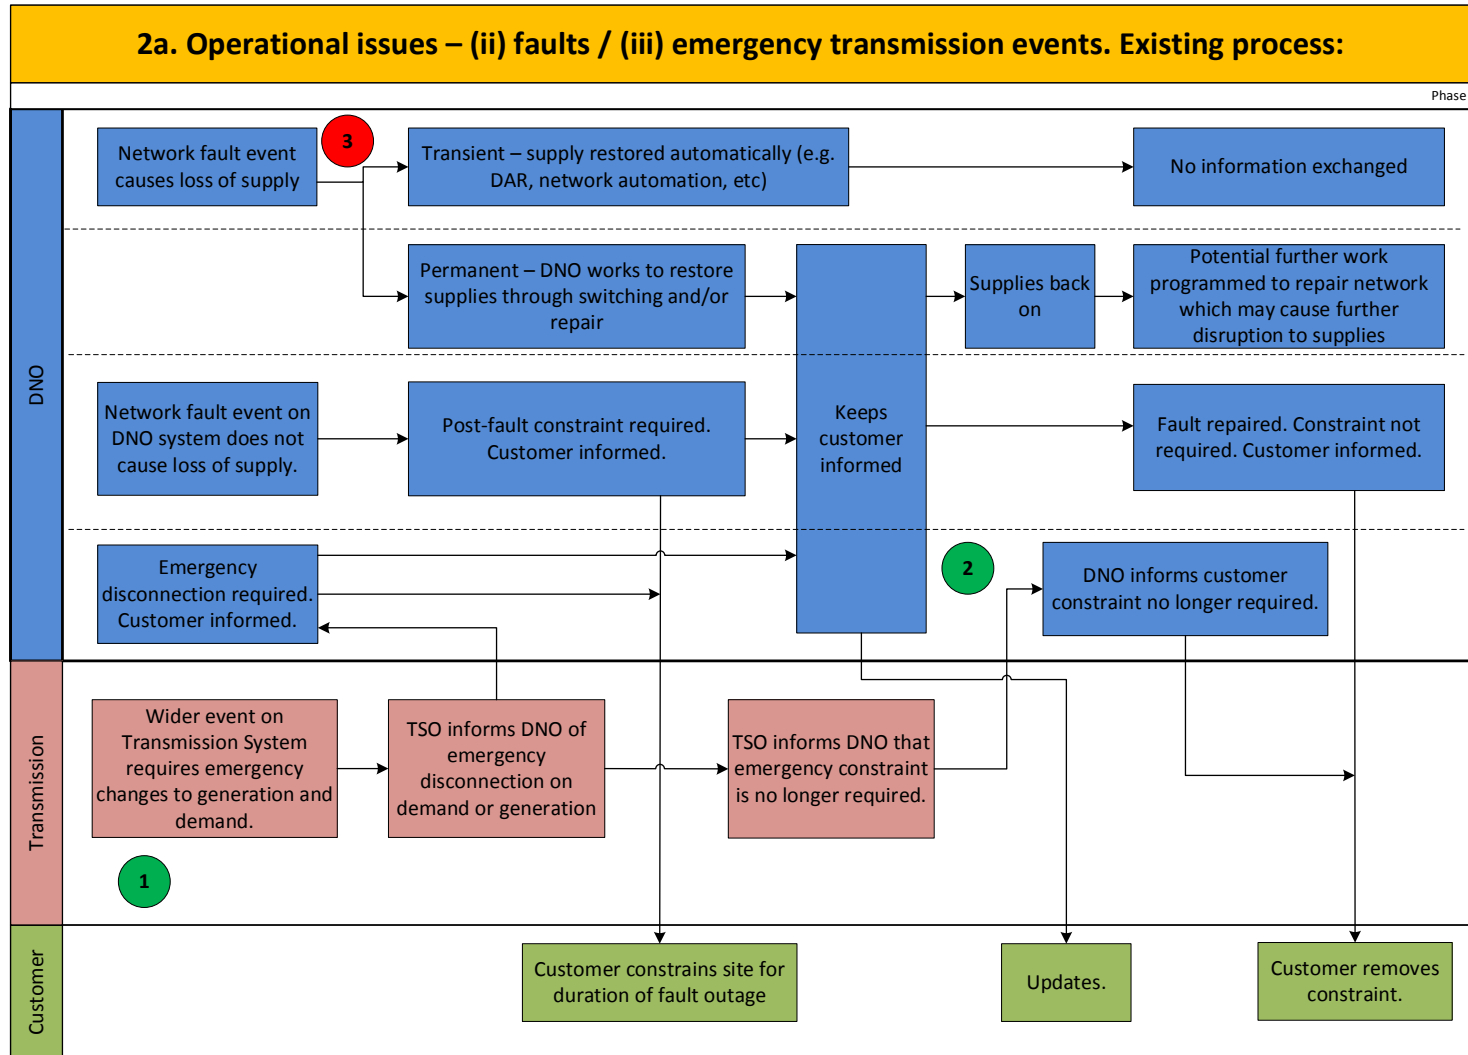 2a. Operational issues – (ii) faults / (iii) emergency transmission events. Existing process:
Phase
DNO
Network fault event
causes loss of supply
3
Transient – supply restored automatically (e.g.
DAR, network automation, etc)
No information exchanged
Permanent – DNO works to restore
supplies through switching and/or
repair
Supplies back
on
Potential further work
programmed to repair network
which may cause further
disruption to supplies
Network fault event on
DNO system does not
cause loss of supply.
Post-fault constraint required.
Customer informed.
Keeps
customer
informed
Fault repaired. Constraint not
required. Customer informed.
Emergency
disconnection required.
Customer informed.
2
DNO informs customer
constraint no longer required.
Transmission
Wider event on
Transmission System
requires emergency
changes to generation and
demand.
TSO informs DNO of
emergency
disconnection on
demand or generation
TSO informs DNO that
emergency constraint
is no longer required.
1
Customer
Customer constrains site for
duration of fault outage
Updates.
Customer removes
constraint.